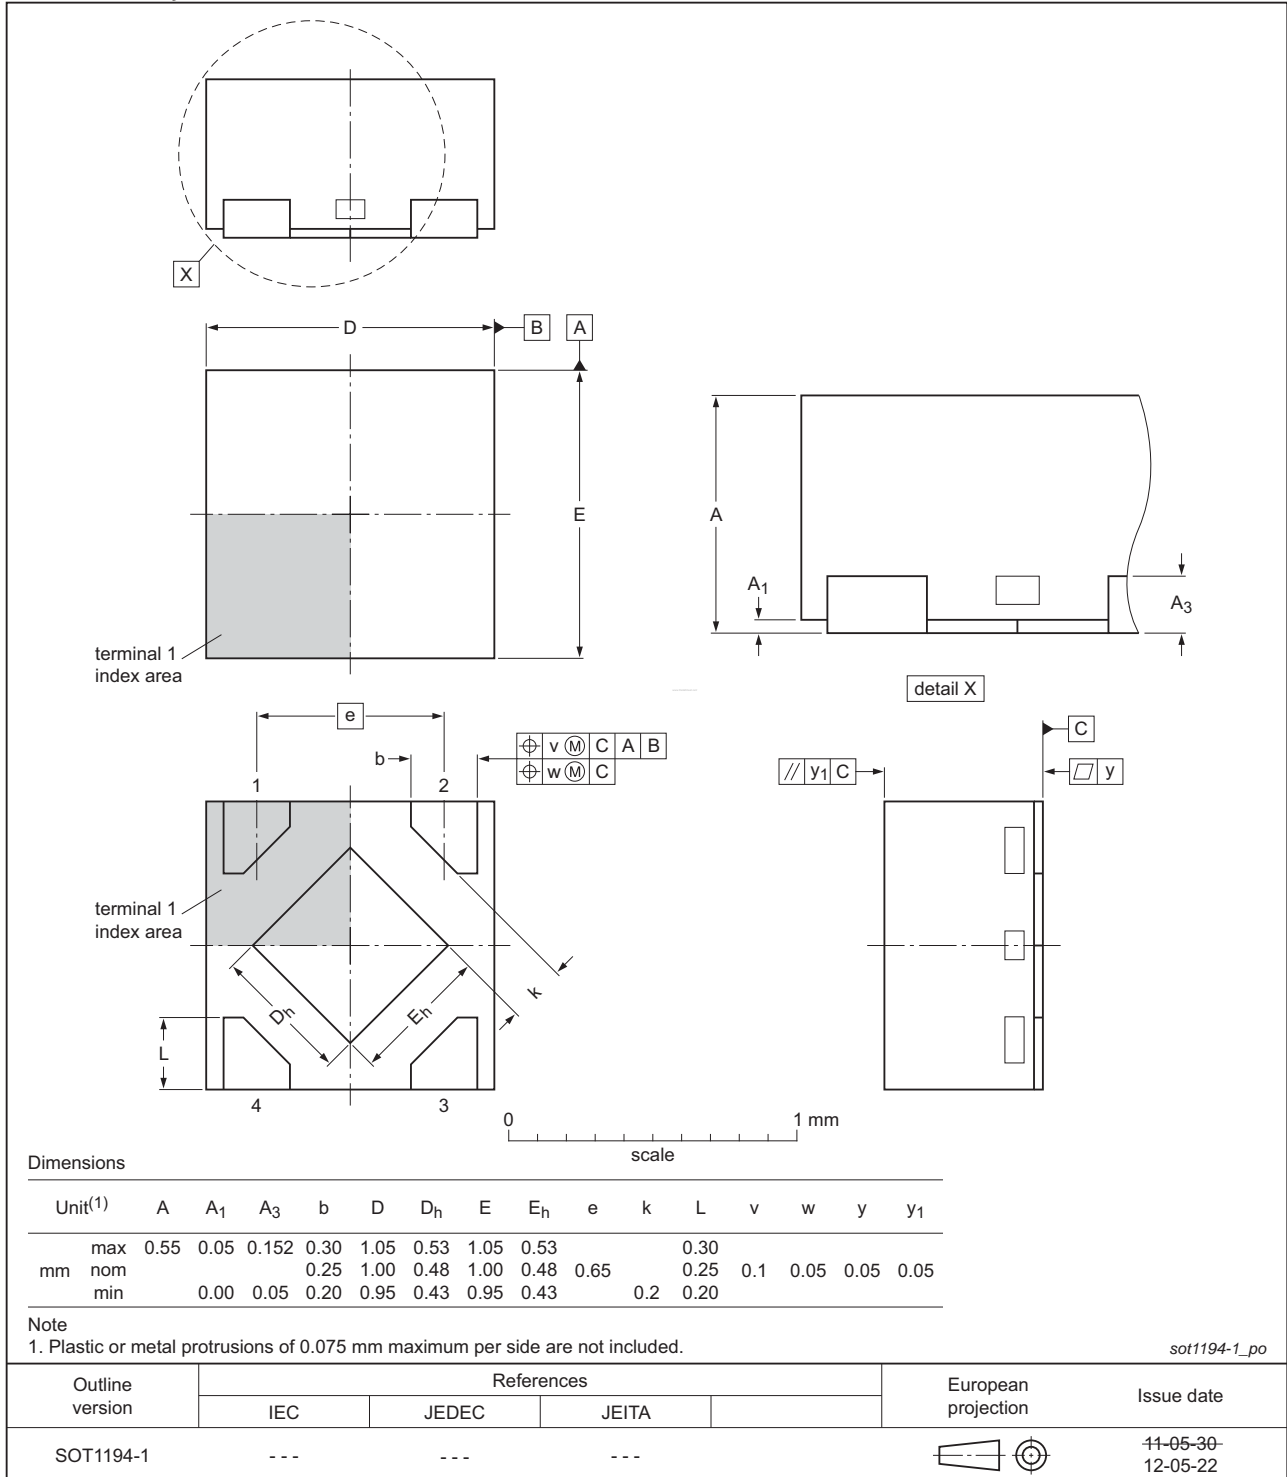 X
D B A
E
terminal 1
index area
A
A1
A3
detail X
e
b
v M C A B
w M C
1 2
terminal 1
index area
Dh
Eh
k
L
4 3
C
// y1 C
y
0 1 mm
scale
Dimensions
Unit(1) A A1 A3 b D Dh E Eh e k L v w y y1
max 0.55 0.05 0.152 0.30 1.05 0.53 1.05 0.53 0.30
mm nom 0.25 1.00 0.48 1.00 0.48 0.65 0.25 0.1 0.05 0.05 0.05
min 0.00 0.05 0.20 0.95 0.43 0.95 0.43 0.2 0.20
Note
1. Plastic or metal protrusions of 0.075 mm maximum per side are not included.
sot1194-1_po
Outline
version
References
IEC JEDEC JEITA
European
projection
Issue date
SOT1194-1 - - - - - - - - -
11-05-30
12-05-22